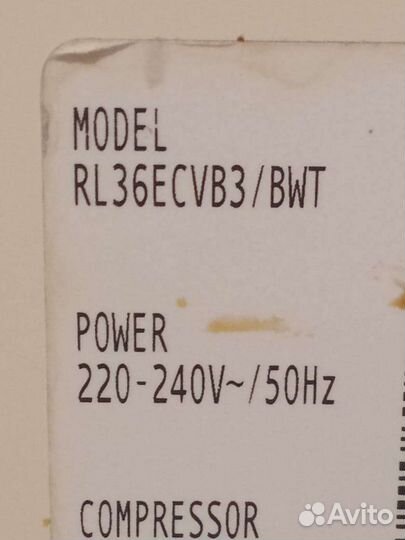 MODEL
RL36ECVB3/BWT
POWER
220-240V~/50Hz
COMPRESSOR
Avito